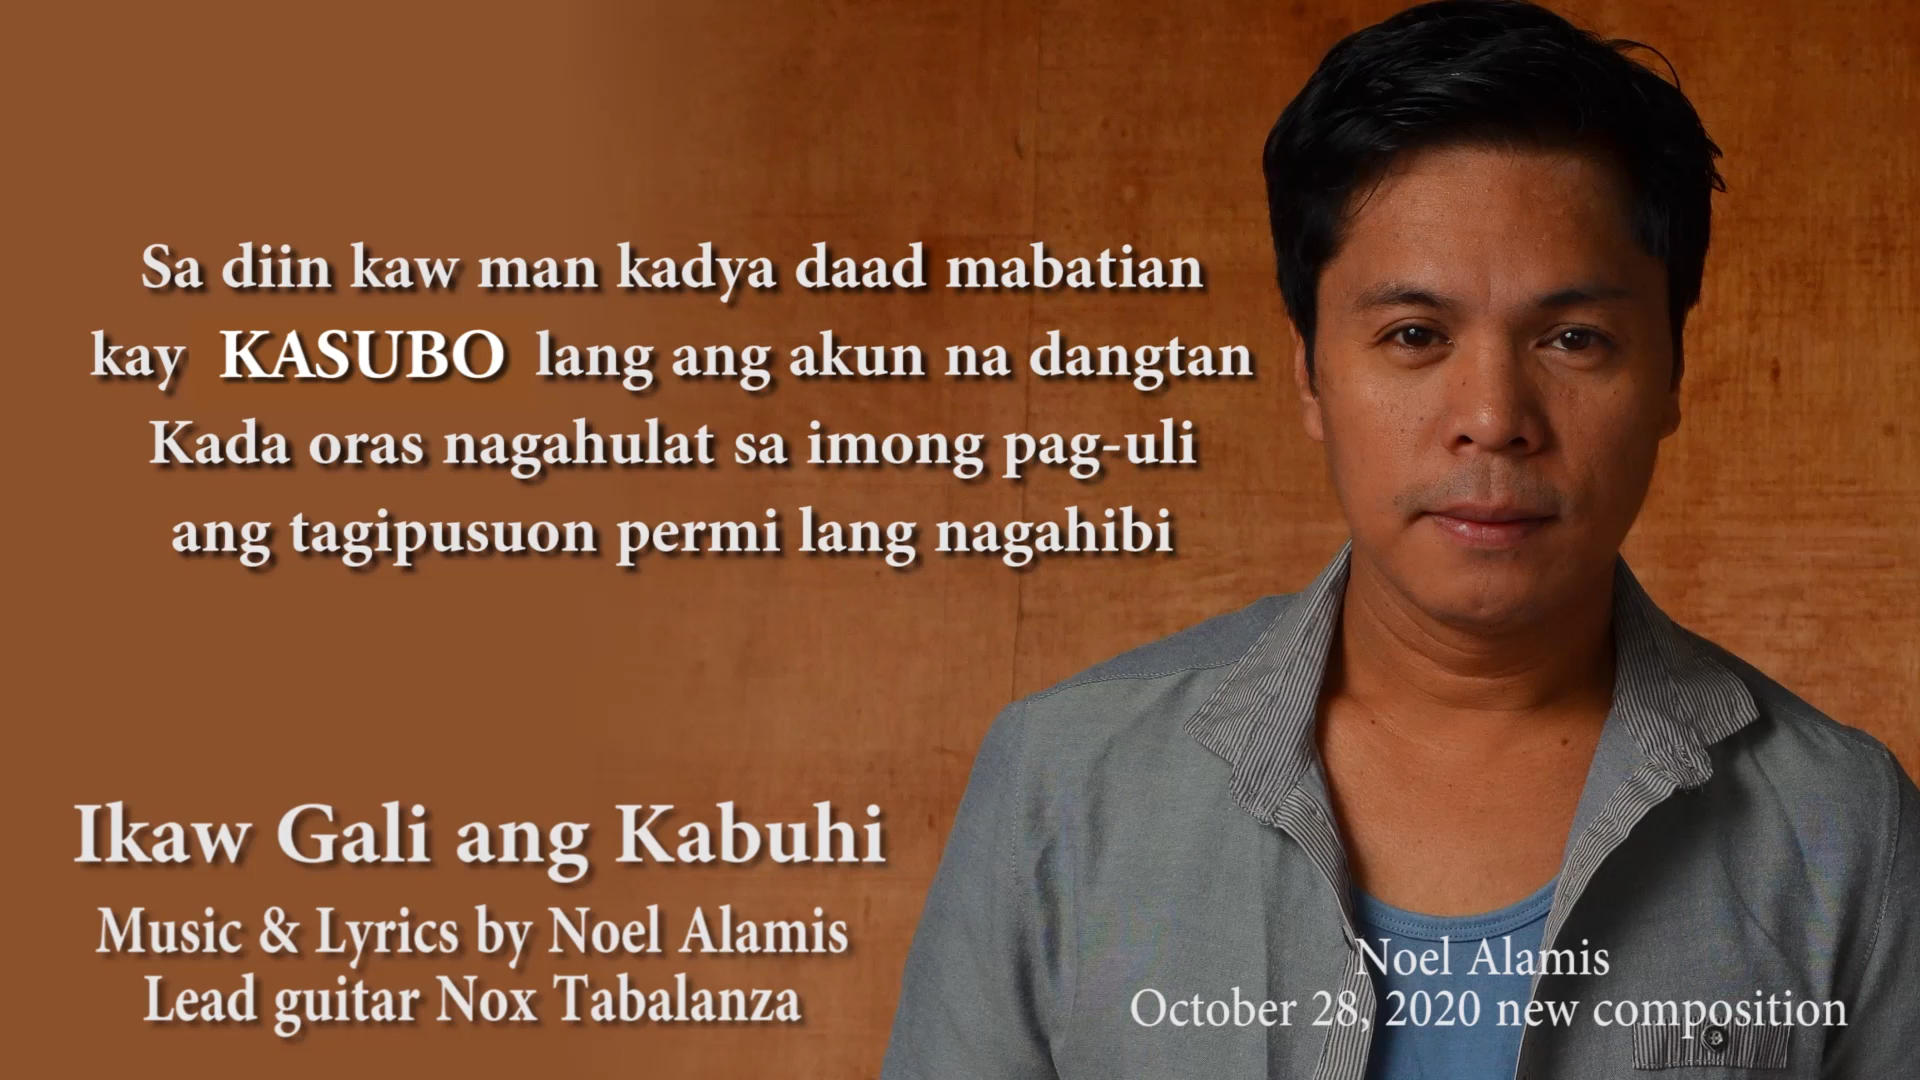 Sa diin kaw man kadya daad mabatian
kay KASUBO lang ang akun na dangtan
Kada oras nagahulat sa imong pag-uli
ang tagipusuon permi lang nagahibi
Ikaw Gali ang Kabuhi
Music & Lyrics by Noel Alamis
Lead guitar Nox Tabalanza
Noel Alamis
October 28, 2020 new composition